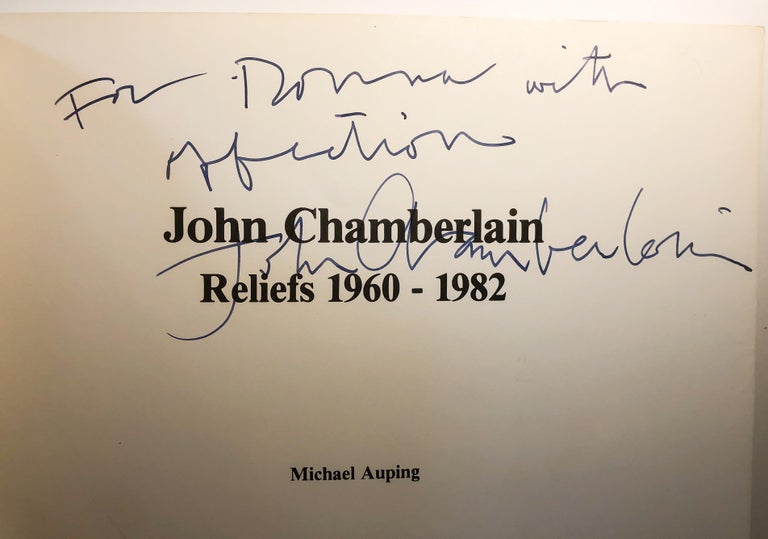 For Donna with
Affection
John Chamberlain
John Chamberlain
Reliefs 1960 - 1982
Michael Auping